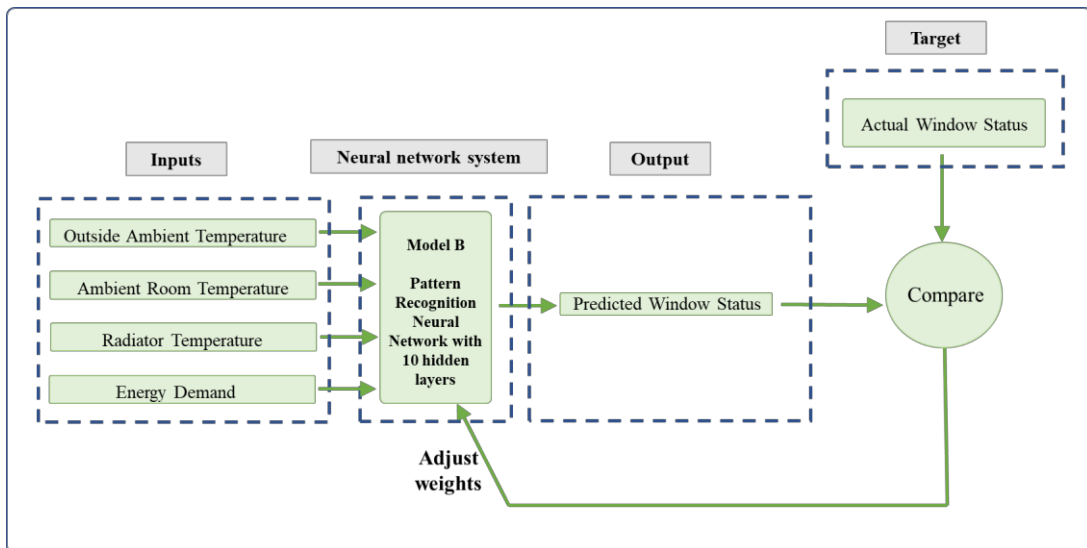 Target
Actual Window Status
Inputs
Neural network system
Output
Outside Ambient Temperature
Ambient Room Temperature
Radiator Temperature
Energy Demand
Model B
Pattern
Recognition
Neural
Network with
10 hidden
layers
Predicted Window Status
Compare
Adjust
weights